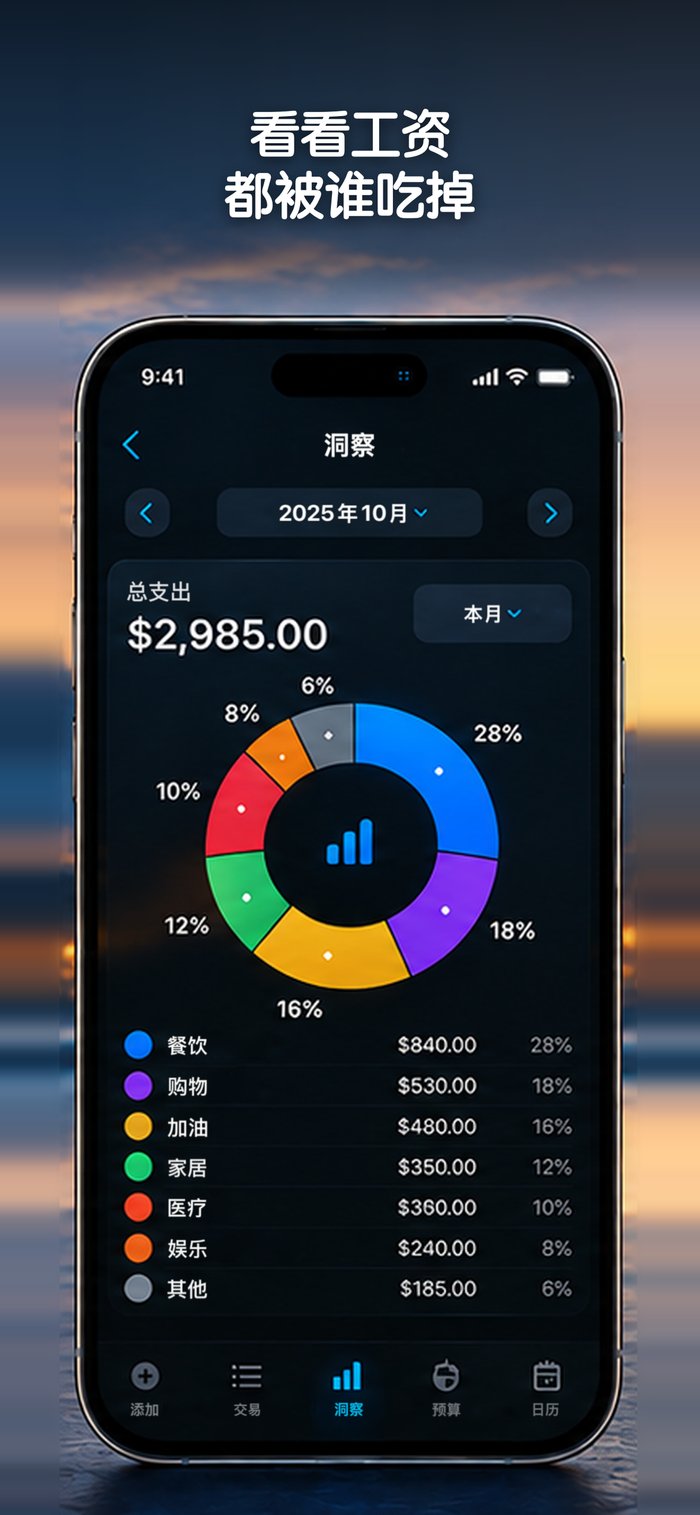 看看工资
都被谁吃掉
9:41
洞察
2025年10月
总支出
$2,985.00
本月
6%
8%
28%
10%
12%
18%
16%
餐饮 $840.00 28%
购物 $530.00 18%
加油 $480.00 16%
家居 $350.00 12%
医疗 $360.00 10%
娱乐 $240.00 8%
其他 $185.00 6%
添加 交易 洞察 预算 日历